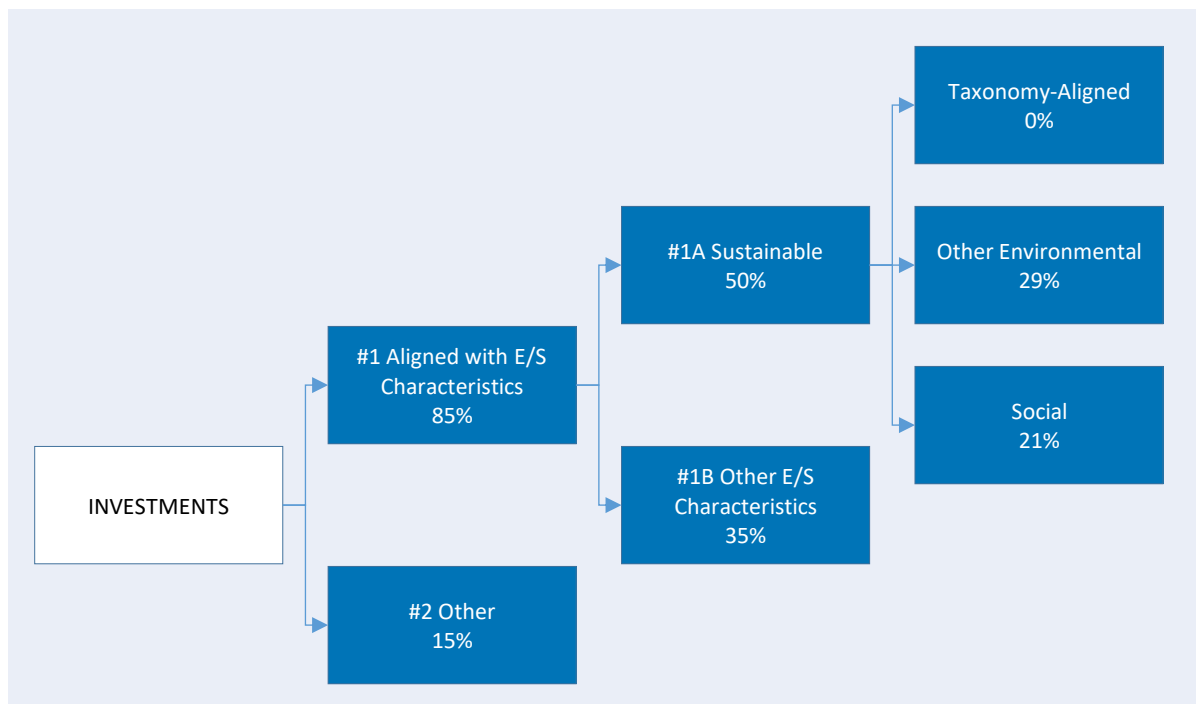 Taxonomy-Aligned
0%
#1A Sustainable
50%
Other Environmental
29%
#1 Aligned with E/S
Characteristics
85%
Social
21%
INVESTMENTS
#1B Other E/S
Characteristics
35%
#2 Other
15%